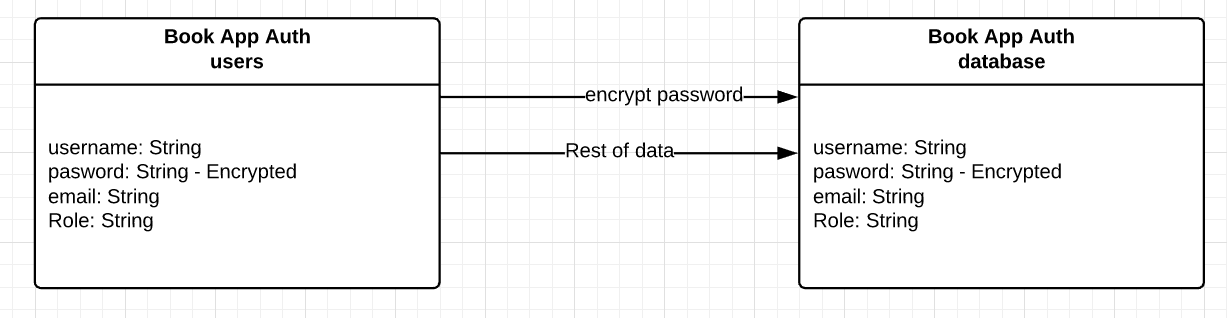 Book App Auth
users
username: String
pasword: String - Encrypted
email: String
Role: String
encrypt password
Rest of data
Book App Auth
database
username: String
pasword: String - Encrypted
email: String
Role: String